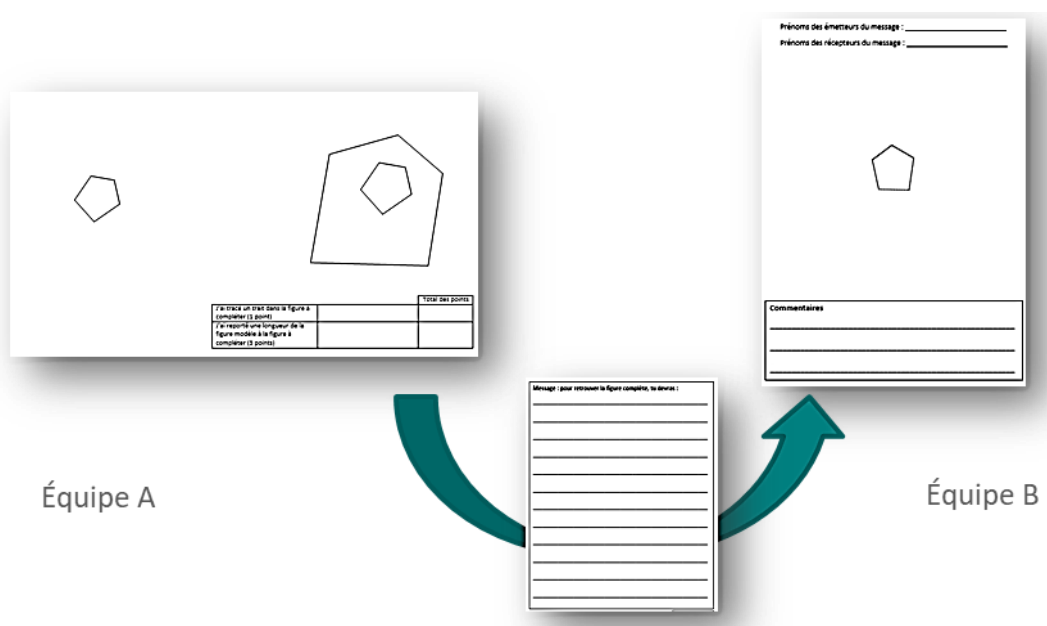 Prénoms des émetteurs du message :
Prénoms des récepteurs du message :
Total des points
J'ai tracé un trait dans la figure à
compléter (1 point)
J'ai reporté une longueur de la
figure modèle à la figure à
compléter (3 points)
Commentaires
Message : pour retrouver la figure complète, tu devras :
Équipe A
Équipe B